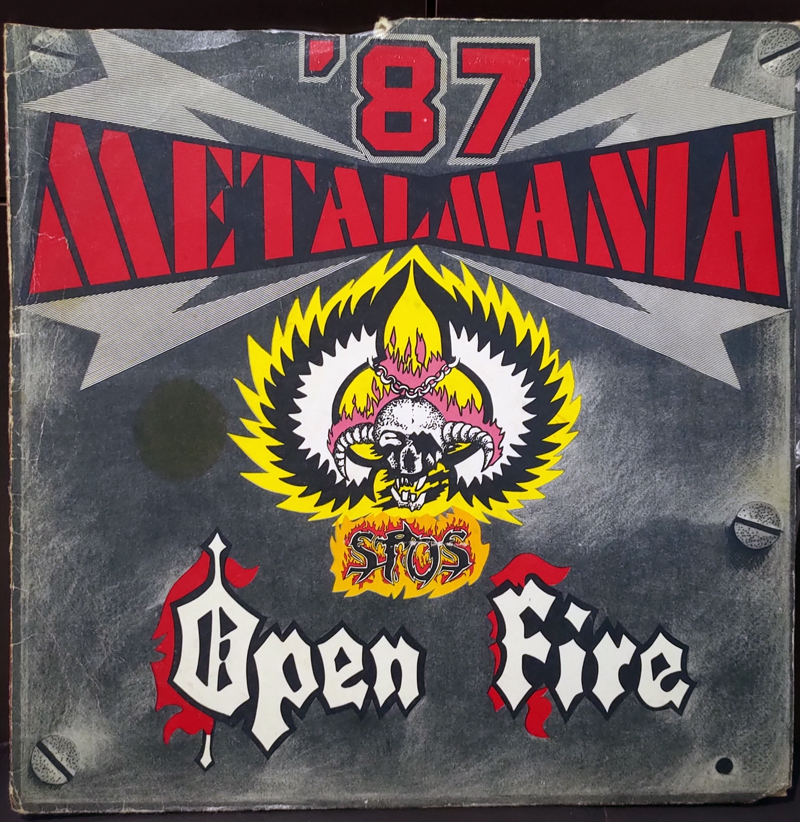 '87
METALMANIA
SPOS
Open Fire